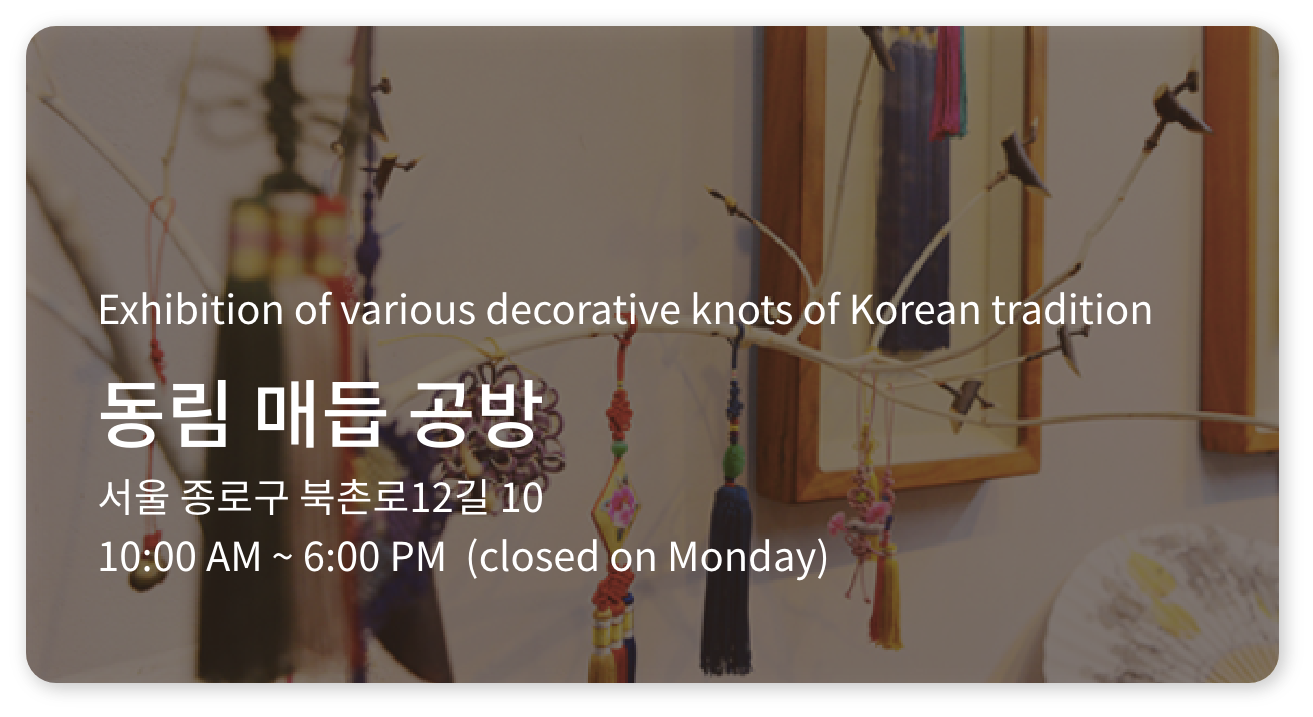 Exhibition of various decorative knots of Korean tradition
동림 매듭 공방
서울 종로구 북촌로12길 10
10:00 AM ~ 6:00 PM (closed on Monday)